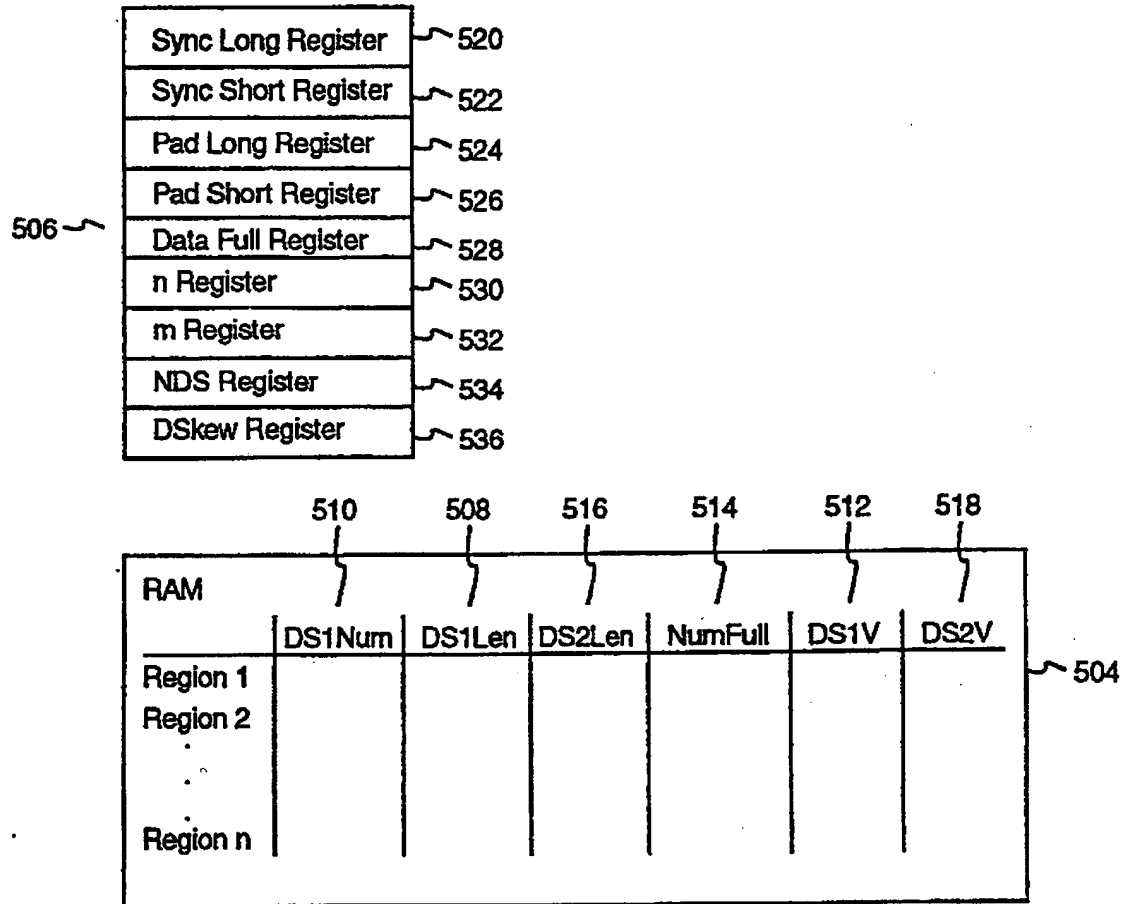 Sync Long Register 520
Sync Short Register 522
Pad Long Register 524
Pad Short Register 526
506
Data Full Register 528
n Register 530
m Register 532
NDS Register 534
DSkew Register 536
510 508 516 514 512 518
RAM
DS1Num DS1Len DS2Len NumFull DS1V DS2V
Region 1
504
Region 2
Region n